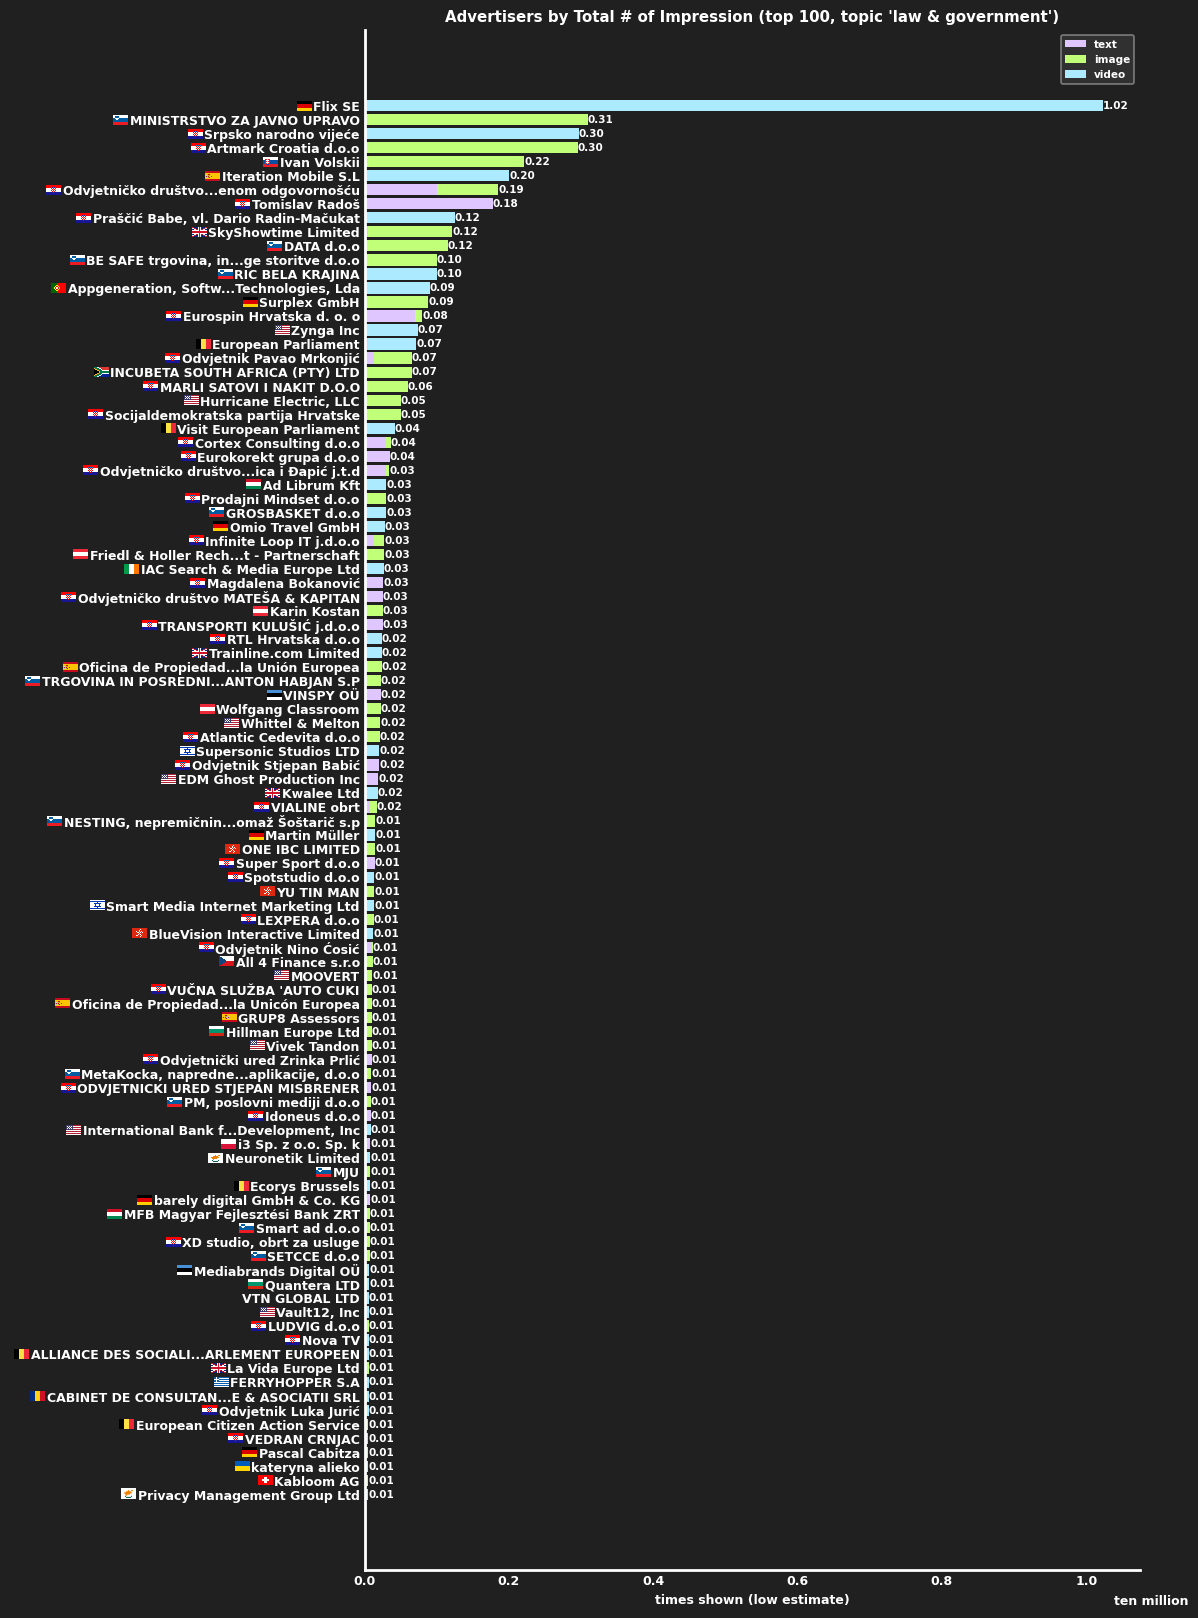 Advertisers by Total # of Impression (top 100, topic 'law & government')
text
image
video
Flix SE 1.02
MINISTRSTVO ZA JAVNO UPRAVO 0.31
Srpsko narodno vijeće 0.30
Artmark Croatia d.o.o 0.30
Ivan Volskii 0.22
Iteration Mobile S.L 0.20
Odvjetničko društvo...enom odgovornošću 0.19
Tomislav Radoš 0.18
Praščić Babe, vl. Dario Radin-Mačukat 0.12
SkyShowtime Limited 0.12
DATA d.o.o 0.12
BE SAFE trgovina, in...ge storitve d.o.o 0.10
RIC BELA KRAJINA 0.10
Appgeneration, Softw...Technologies, Lda 0.09
Surplex GmbH 0.09
Eurospin Hrvatska d. o. o 0.08
Zynga Inc 0.07
European Parliament 0.07
Odvjetnik Pavao Mrkonjić 0.07
INCUBETA SOUTH AFRICA (PTY) LTD 0.07
MARLI SATOVI I NAKIT D.O.O 0.06
Hurricane Electric, LLC 0.05
Socijaldemokratska partija Hrvatske 0.05
Visit European Parliament 0.04
Cortex Consulting d.o.o 0.04
Eurokorekt grupa d.o.o 0.04
Odvjetničko društvo...ica i Đapić j.t.d 0.03
Ad Librum Kft 0.03
Prodajni Mindset d.o.o 0.03
GROSBASKET d.o.o 0.03
Omio Travel GmbH 0.03
Infinite Loop IT j.d.o.o 0.03
Friedl & Holler Rech...t - Partnerschaft 0.03
IAC Search & Media Europe Ltd 0.03
Magdalena Bokanović 0.03
Odvjetničko društvo MATEŠA & KAPITAN 0.03
Karin Kostan 0.03
TRANSPORTI KULUŠIĆ j.d.o.o 0.03
RTL Hrvatska d.o.o 0.02
Trainline.com Limited 0.02
Oficina de Propiedad...la Unión Europea 0.02
TRGOVINA IN POSREDNI...ANTON HABJAN S.P 0.02
VINSPY OÜ 0.02
Wolfgang Classroom 0.02
Whittel & Melton 0.02
Atlantic Cedevita d.o.o 0.02
Supersonic Studios LTD 0.02
Odvjetnik Stjepan Babić 0.02
EDM Ghost Production Inc 0.02
Kwalee Ltd 0.02
VIALINE obrt 0.02
NESTING, nepremičnin...omaž Šoštarič s.p 0.01
Martin Müller 0.01
ONE IBC LIMITED 0.01
Super Sport d.o.o 0.01
Spotstudio d.o.o 0.01
YU TIN MAN 0.01
Smart Media Internet Marketing Ltd 0.01
LEXPERA d.o.o 0.01
BlueVision Interactive Limited 0.01
Odvjetnik Nino Ćosić 0.01
All 4 Finance s.r.o 0.01
MOOVERT 0.01
VUČNA SLUŽBA 'AUTO CUKI 0.01
Oficina de Propiedad...la Unicón Europea 0.01
GRUP8 Assessors 0.01
Hillman Europe Ltd 0.01
Vivek Tandon 0.01
Odvjetnički ured Zrinka Prlić 0.01
MetaKocka, napredne...aplikacije, d.o.o 0.01
ODVJETNICKI URED STJEPAN MISBRENER 0.01
PM, poslovni mediji d.o.o 0.01
Idoneus d.o.o 0.01
International Bank f...Development, Inc 0.01
i3 Sp. z o.o. Sp. k 0.01
Neuronetik Limited 0.01
MJU 0.01
Ecorys Brussels 0.01
barely digital GmbH & Co. KG 0.01
MFB Magyar Fejlesztési Bank ZRT 0.01
Smart ad d.o.o 0.01
XD studio, obrt za usluge 0.01
SETCCE d.o.o 0.01
Mediabrands Digital OÜ 0.01
Quantera LTD 0.01
VTN GLOBAL LTD 0.01
Vault12, Inc 0.01
LUDVIG d.o.o 0.01
Nova TV 0.01
ALLIANCE DES SOCIALI...ARLEMENT EUROPEEN 0.01
La Vida Europe Ltd 0.01
FERRYHOPPER S.A 0.01
CABINET DE CONSULTAN...E & ASOCIATII SRL 0.01
Odvjetnik Luka Jurić 0.01
European Citizen Action Service 0.01
VEDRAN CRNJAC 0.01
Pascal Cabitza 0.01
kateryna alieko 0.01
Kabloom AG 0.01
Privacy Management Group Ltd 0.01
0.0 0.2 0.4 0.6 0.8 1.0
times shown (low estimate)
ten million